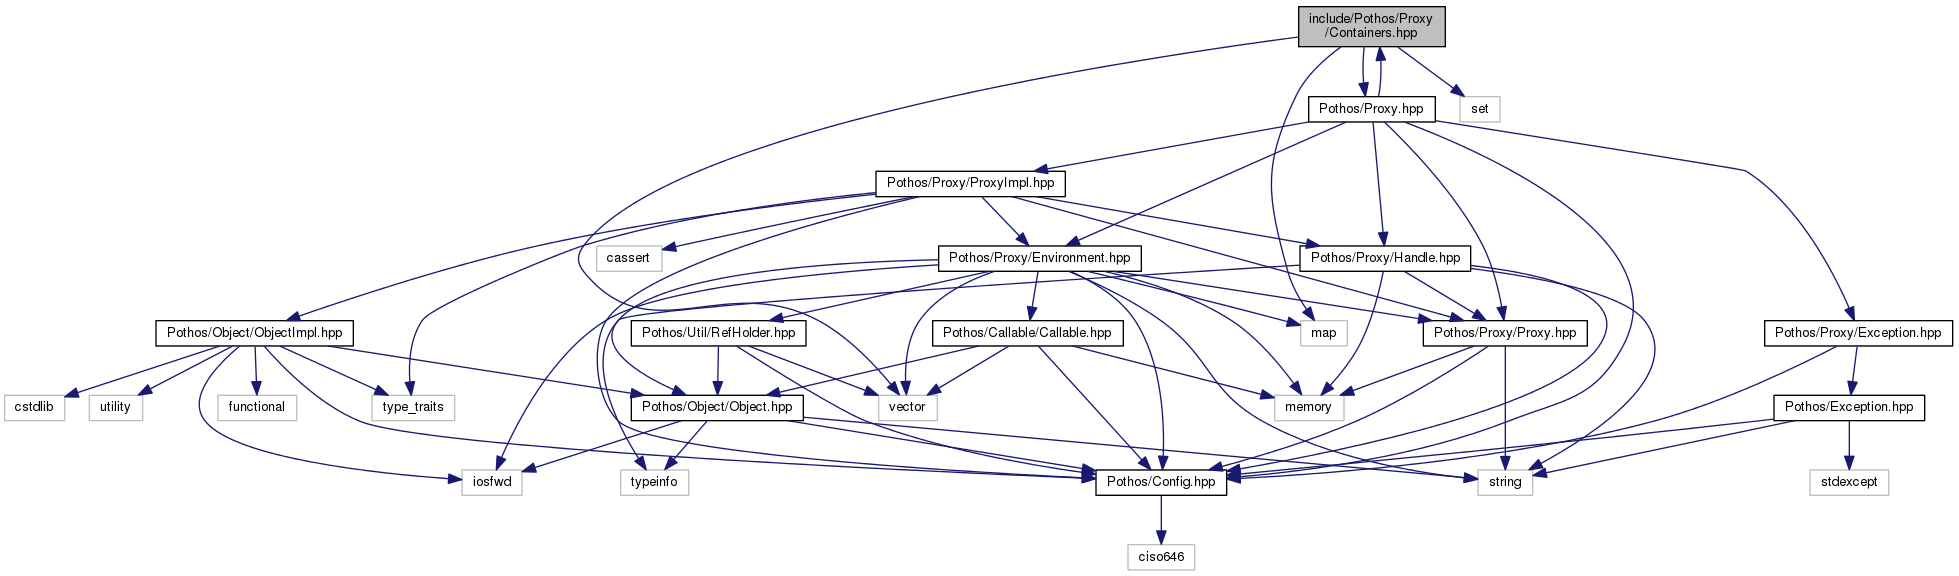 include/Pothos/Proxy
/Containers.hpp
Pothos/Proxy.hpp
set
Pothos/Proxy/ProxyImpl.hpp
cassert
Pothos/Proxy/Environment.hpp
Pothos/Proxy/Handle.hpp
Pothos/Object/ObjectImpl.hpp
Pothos/Util/RefHolder.hpp
Pothos/Callable/Callable.hpp
map
Pothos/Proxy/Proxy.hpp
Pothos/Proxy/Exception.hpp
cstdlib
utility
functional
type_traits
Pothos/Object/Object.hpp
vector
memory
Pothos/Exception.hpp
iosfwd
typeinfo
Pothos/Config.hpp
string
stdexcept
ciso646